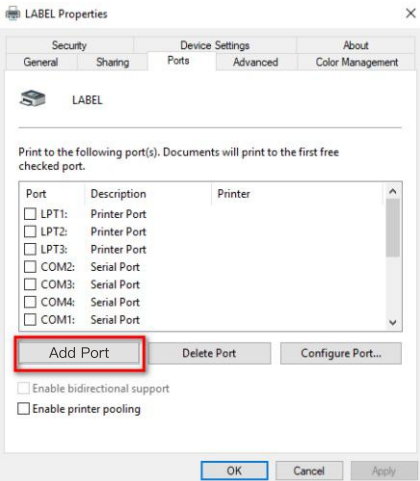 LABEL Properties
Security Device Settings About
General Sharing Ports Advanced Color Management
LABEL
Print to the following port(s). Documents will print to the first free
checked port.
Port Description Printer
LPT1: Printer Port
LPT2: Printer Port
LPT3: Printer Port
COM2: Serial Port
COM3: Serial Port
COM4: Serial Port
COM1: Serial Port
Add Port Delete Port Configure Port...
Enable bidirectional support
Enable printer pooling
OK Cancel Apply